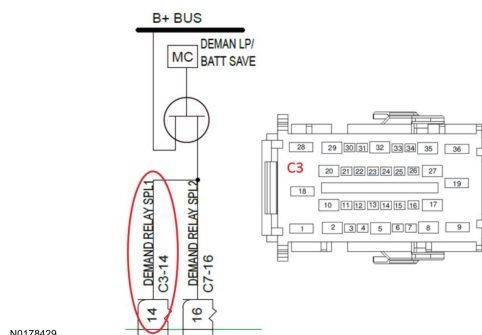 B+ BUS
DEMAN LP/
BATT SAVE
MC
DEMAND RELAY SPL1
C3-14
DEMAND RELAY SPL2
C7-16
14
16
28 29 30 31 32 33 34 35 36
C3
20 21 22 23 24 25 26 27
18
19
10 11 12 13 14 15 16 17
1 2 3 4 5 6 7 8 9
N0178429